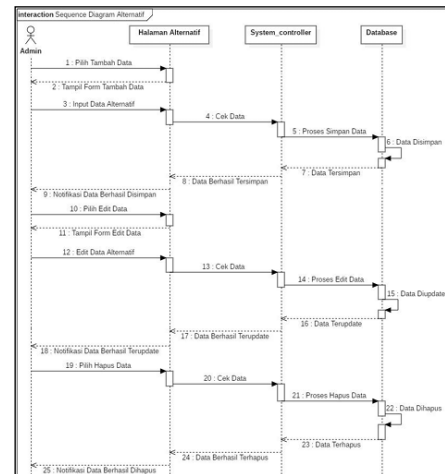 interaction Sequence Diagram Alternatif
Admin
Halaman Alternatif
System_controller
Database
1 : Pilih Tambah Data
2 : Tampil Form Tambah Data
3 : Input Data Alternatif
4 : Cek Data
5 : Proses Simpan Data
6 : Data Disimpan
7 : Data Tersimpan
8 : Data Berhasil Tersimpan
9 : Notifikasi Data Berhasil Disimpan
10 : Pilih Edit Data
11 : Tampil Form Edit Data
12 : Edit Data Alternatif
13 : Cek Data
14 : Proses Edit Data
15 : Data Diupdate
16 : Data Terupdate
17 : Data Berhasil Terupdate
18 : Notifikasi Data Berhasil Terupdate
19 : Pilih Hapus Data
20 : Cek Data
21 : Proses Hapus Data
22 : Data Dihapus
23 : Data Terhapus
24 : Data Berhasil Terhapus
25 : Notifikasi Data Berhasil Dihapus